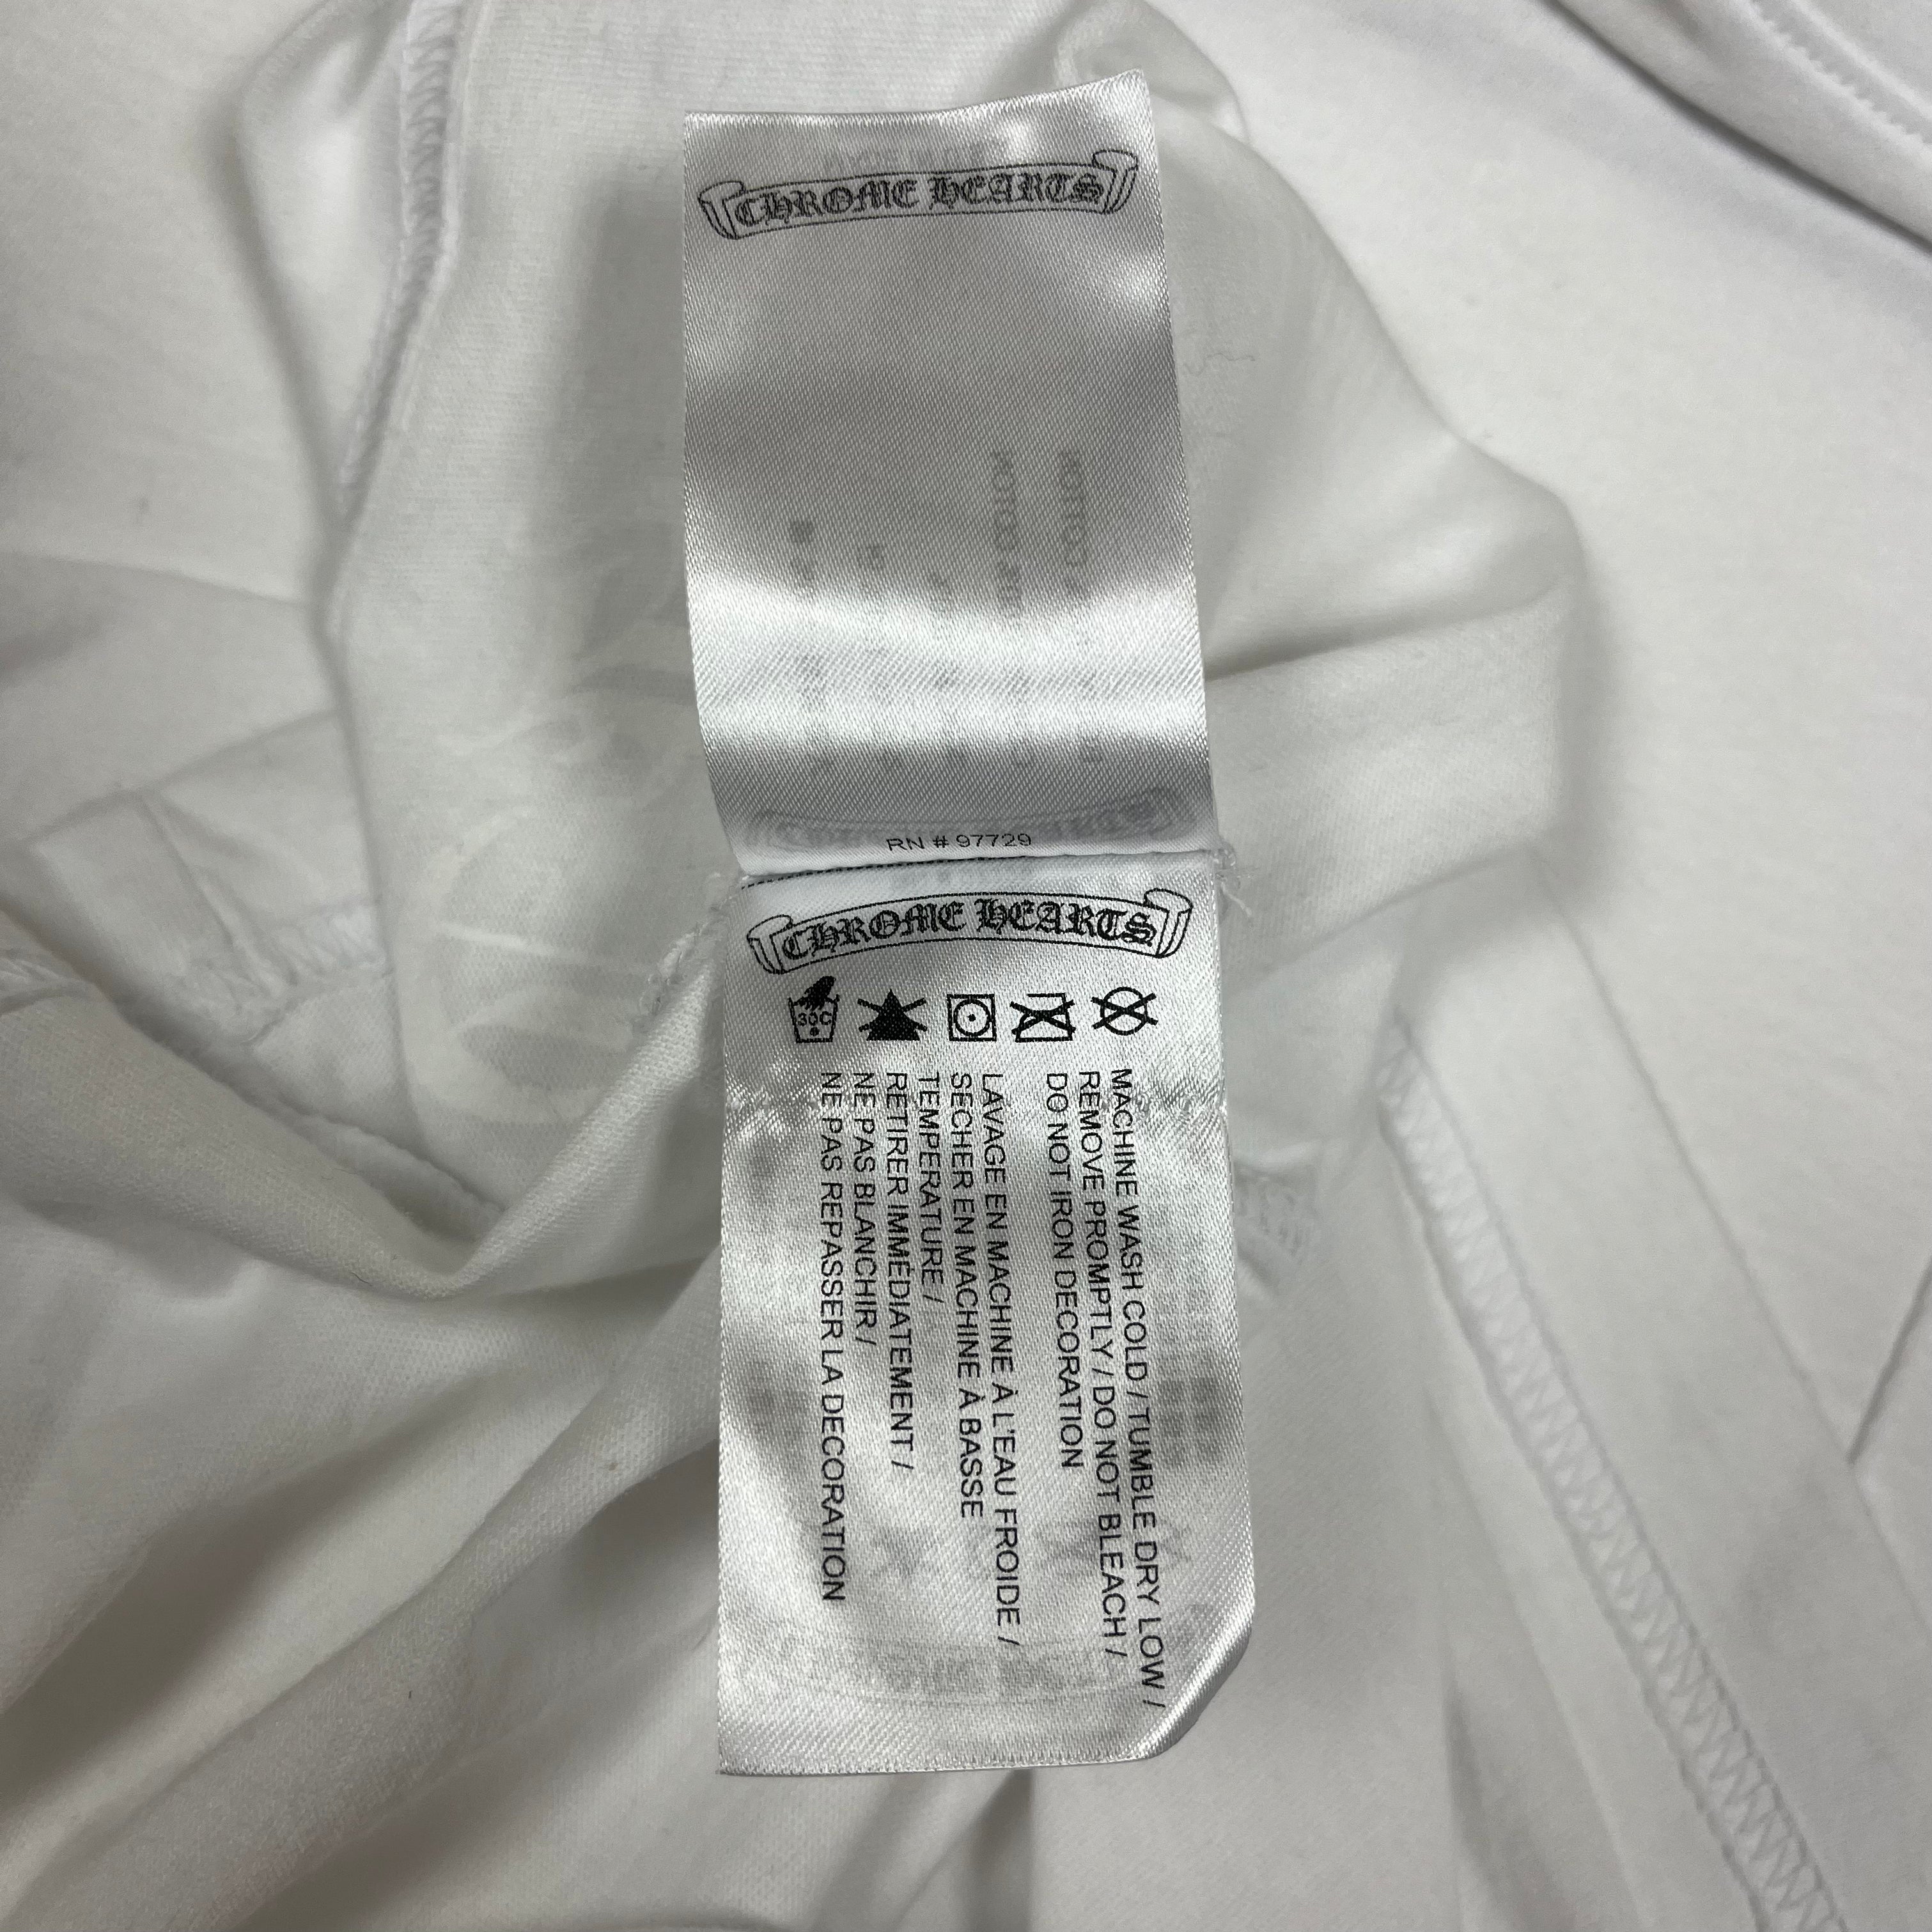 CHROME HEARTS
RN # 97729
CHROME HEARTS
30C
MACHINE WASH COLD / TUMBLE DRY LOW /
REMOVE PROMPTLY / DO NOT BLEACH /
DO NOT IRON DECORATION
LAVAGE EN MACHINE À L'EAU FROIDE /
SECHER EN MACHINE À BASSE
TEMPERATURE /
RETIRER IMMÉDIATEMENT /
NE PAS BLANCHIR /
NE PAS REPASSER LA DECORATION